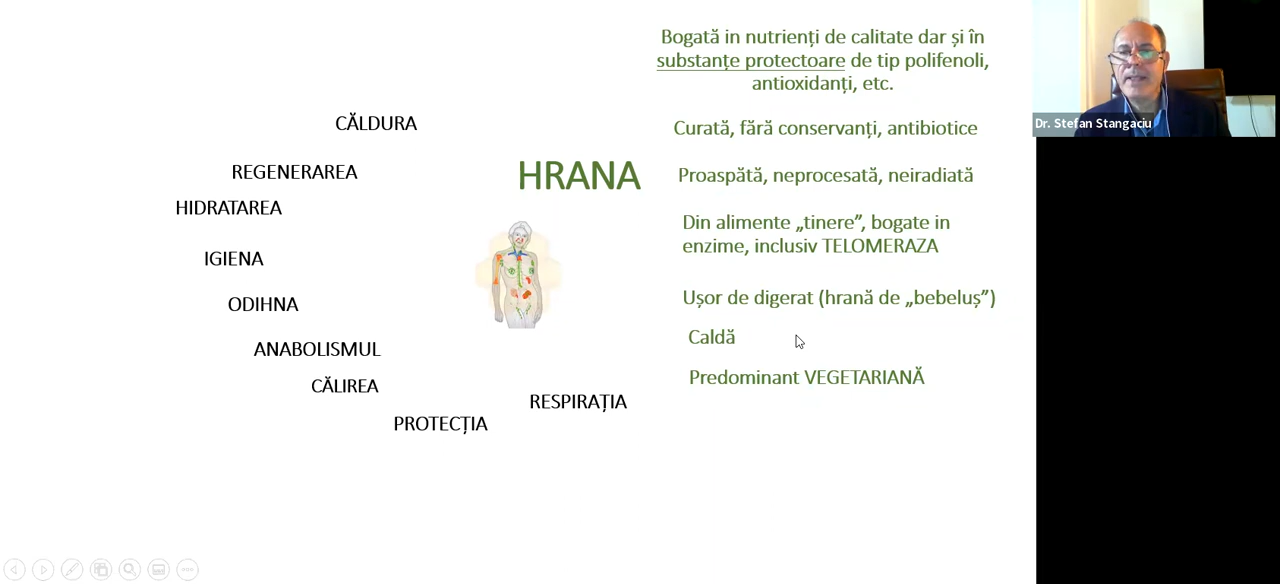 Bogată in nutrienți de calitate dar și în
substanțe protectoare de tip polifenoli,
antioxidanți, etc.
Dr. Stefan Stangaciu
CĂLDURA
Curată, fără conservanți, antibiotice
REGENERAREA
HRANA
Proaspătă, neprocesată, neiradiată
HIDRATAREA
Din alimente „tinere”, bogate in
enzime, inclusiv TELOMERAZA
IGIENA
ODIHNA
Ușor de digerat (hrană de „bebeluș”)
Caldă
ANABOLISMUL
CĂLIREA
Predominant VEGETARIANĂ
RESPIRAȚIA
PROTECȚIA